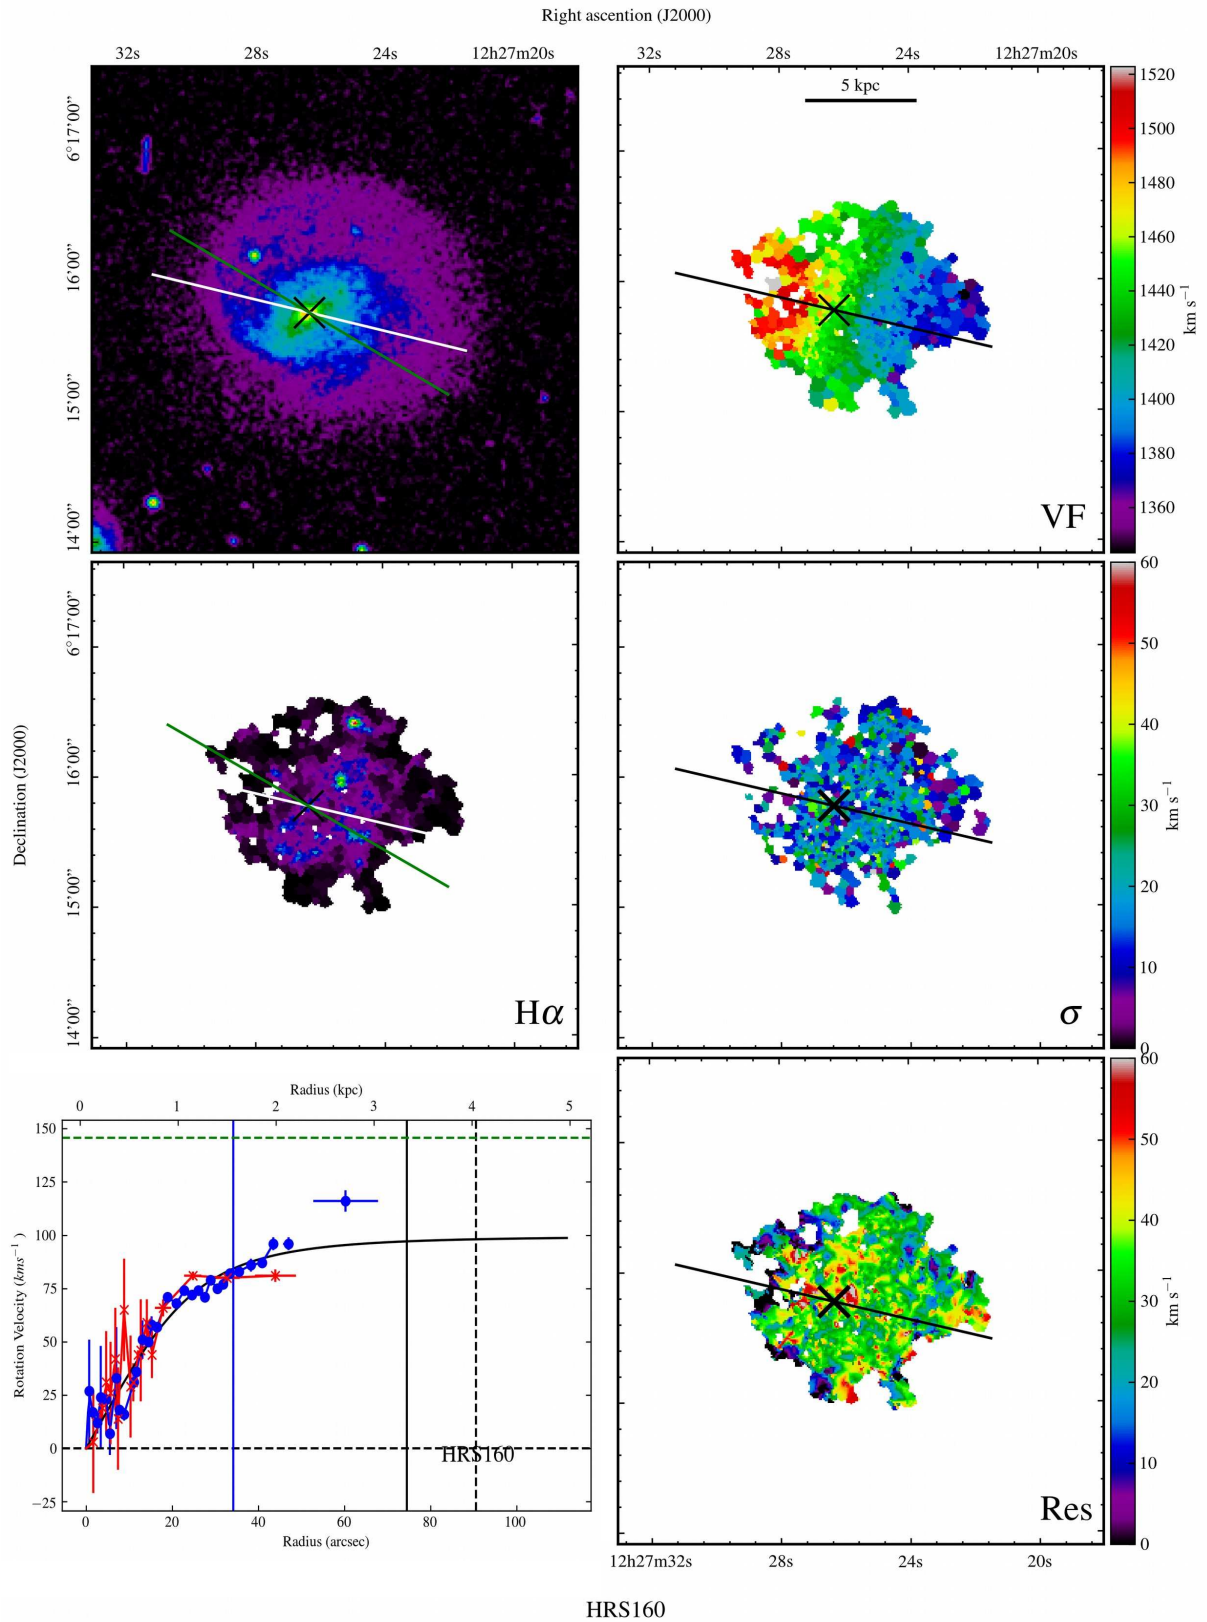 Right ascention (J2000)
32s 28s 24s 12h27m20s
32s 28s 24s 12h27m20s
6°17'00"
16'00"
15'00"
14'00"
5 kpc
VF
1520
1500
1480
1460
1440
1420
1400
1380
1360
km s⁻¹
Declination (J2000)
6°17'00"
16'00"
15'00"
14'00"
Hα
σ
60
50
40
30
20
10
0
km s⁻¹
Radius (kpc)
0 1 2 3 4 5
Rotation Velocity (kms⁻¹)
150
125
100
75
50
25
0
−25
HRS160
0 20 40 60 80 100
Radius (arcsec)
Res
60
50
40
30
20
10
0
km s⁻¹
12h27m32s 28s 24s 20s
HRS160